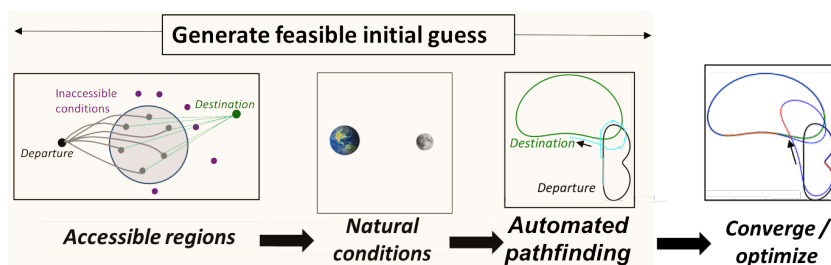 Generate feasible initial guess
Inaccessible
conditions
Destination
Departure
Destination
Departure
Accessible regions
Natural
conditions
Automated
pathfinding
Converge /
optimize